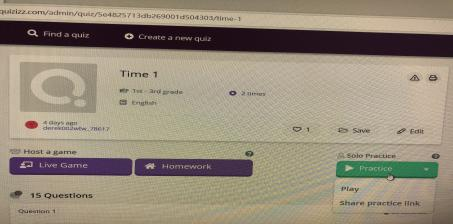 quizizz.com/admin/quiz/5e4825713db269001d504303/time-1
Find a quiz
Create a new quiz
Time 1
1st - 3rd grade
2 times
English
4 days ago
derek002wfw_78617
1
Save
Edit
Host a game
Live Game
Homework
Solo Practice
Practice
Play
Share practice link
15 Questions
Question 1